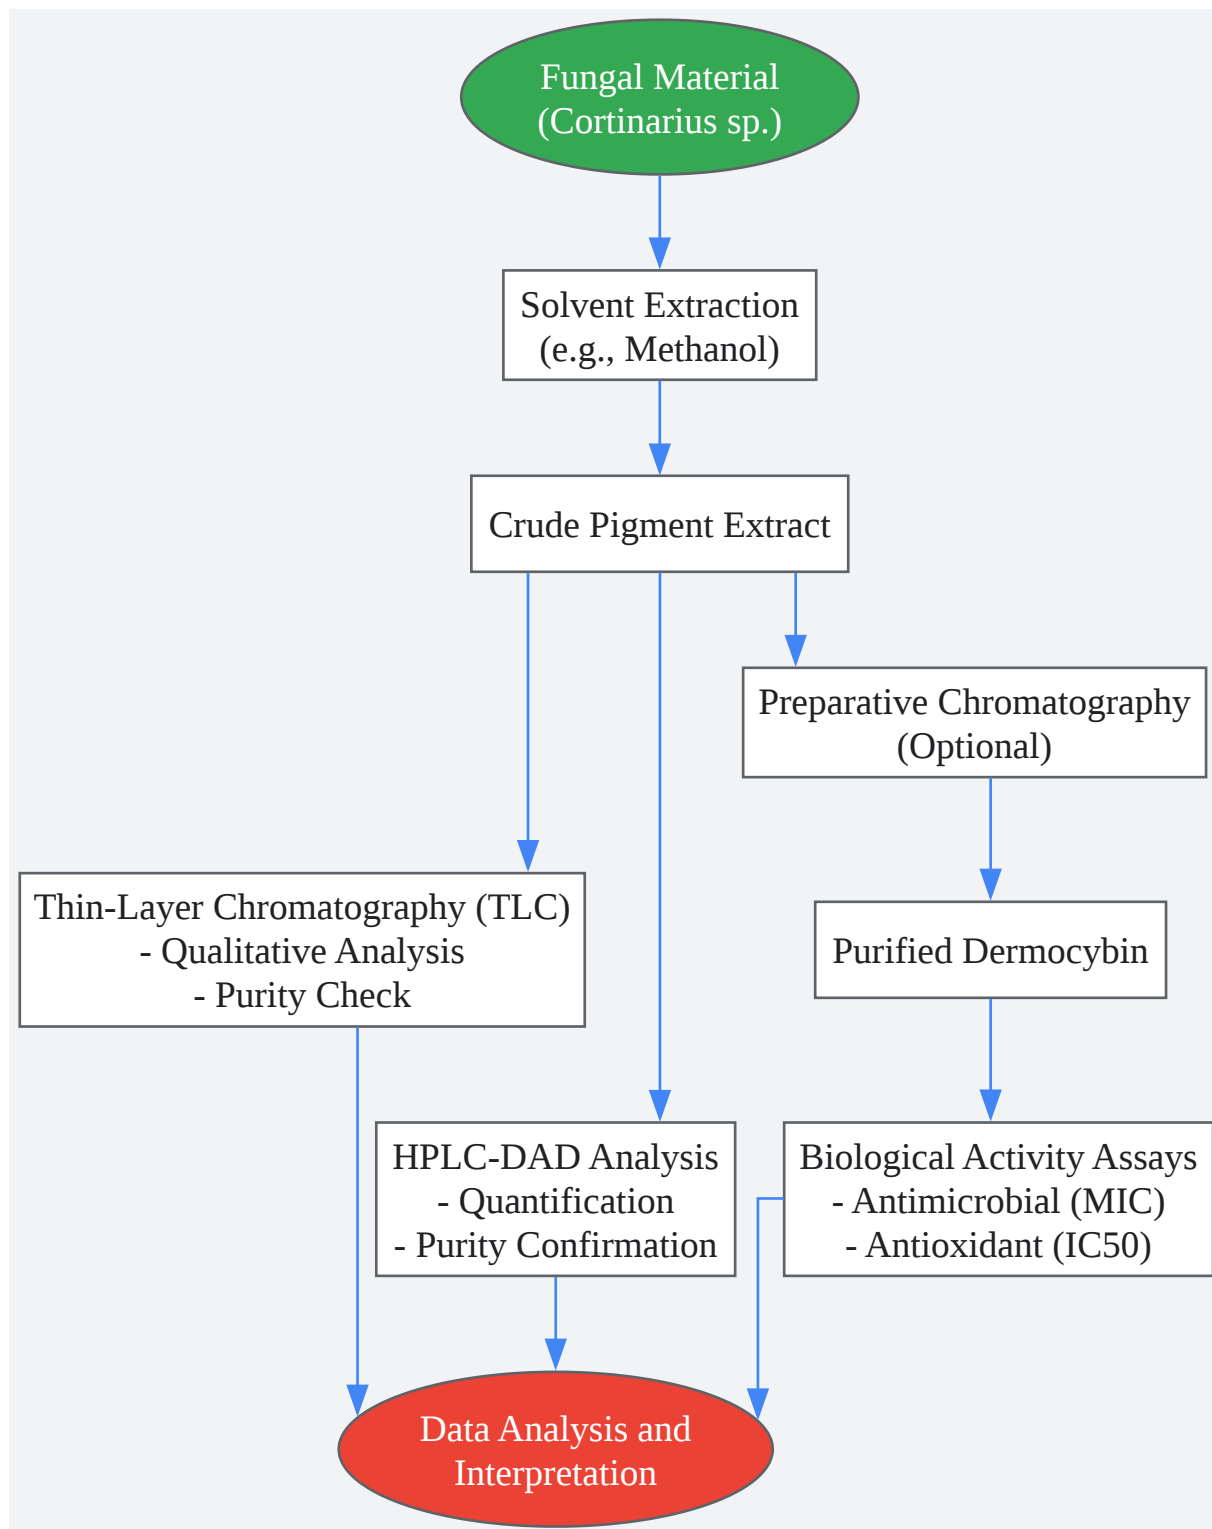 Fungal Material
(Cortinarius sp.)
Solvent Extraction
(e.g., Methanol)
Crude Pigment Extract
Preparative Chromatography
(Optional)
Thin-Layer Chromatography (TLC)
- Qualitative Analysis
- Purity Check
Purified Dermocybin
HPLC-DAD Analysis
- Quantification
- Purity Confirmation
Biological Activity Assays
- Antimicrobial (MIC)
- Antioxidant (IC50)
Data Analysis and
Interpretation